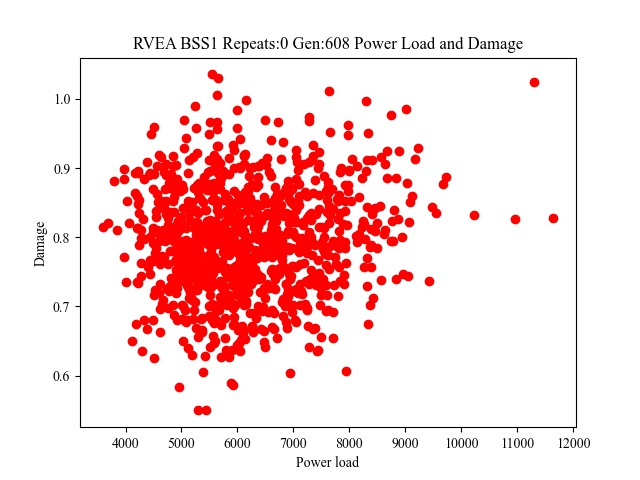 RVEA BSS1 Repeats:0 Gen:608 Power Load and Damage
1.0
0.9
0.8
0.7
0.6
Damage
4000 5000 6000 7000 8000 9000 10000 11000 12000
Power load